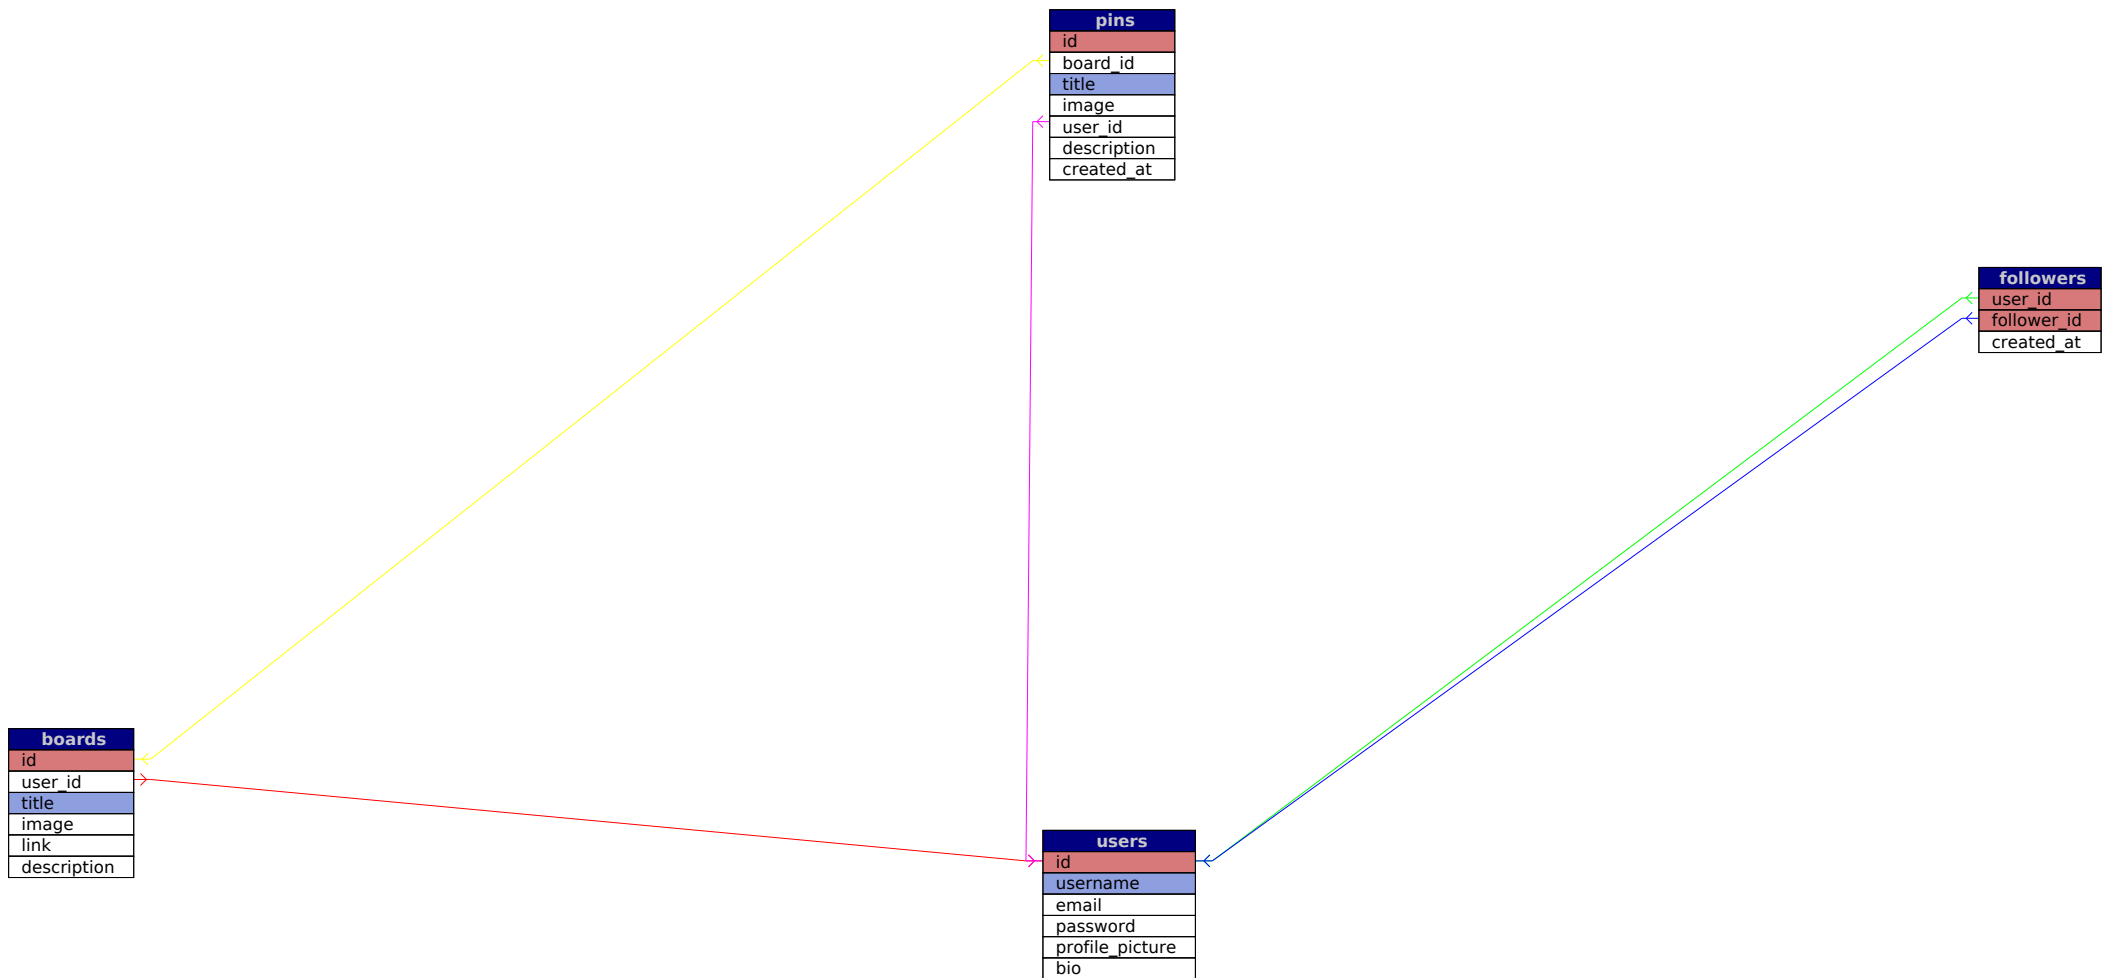 pins
id
board_id
title
image
user_id
description
created_at
followers
user_id
follower_id
created_at
boards
id
user_id
title
image
link
description
users
id
username
email
password
profile_picture
bio